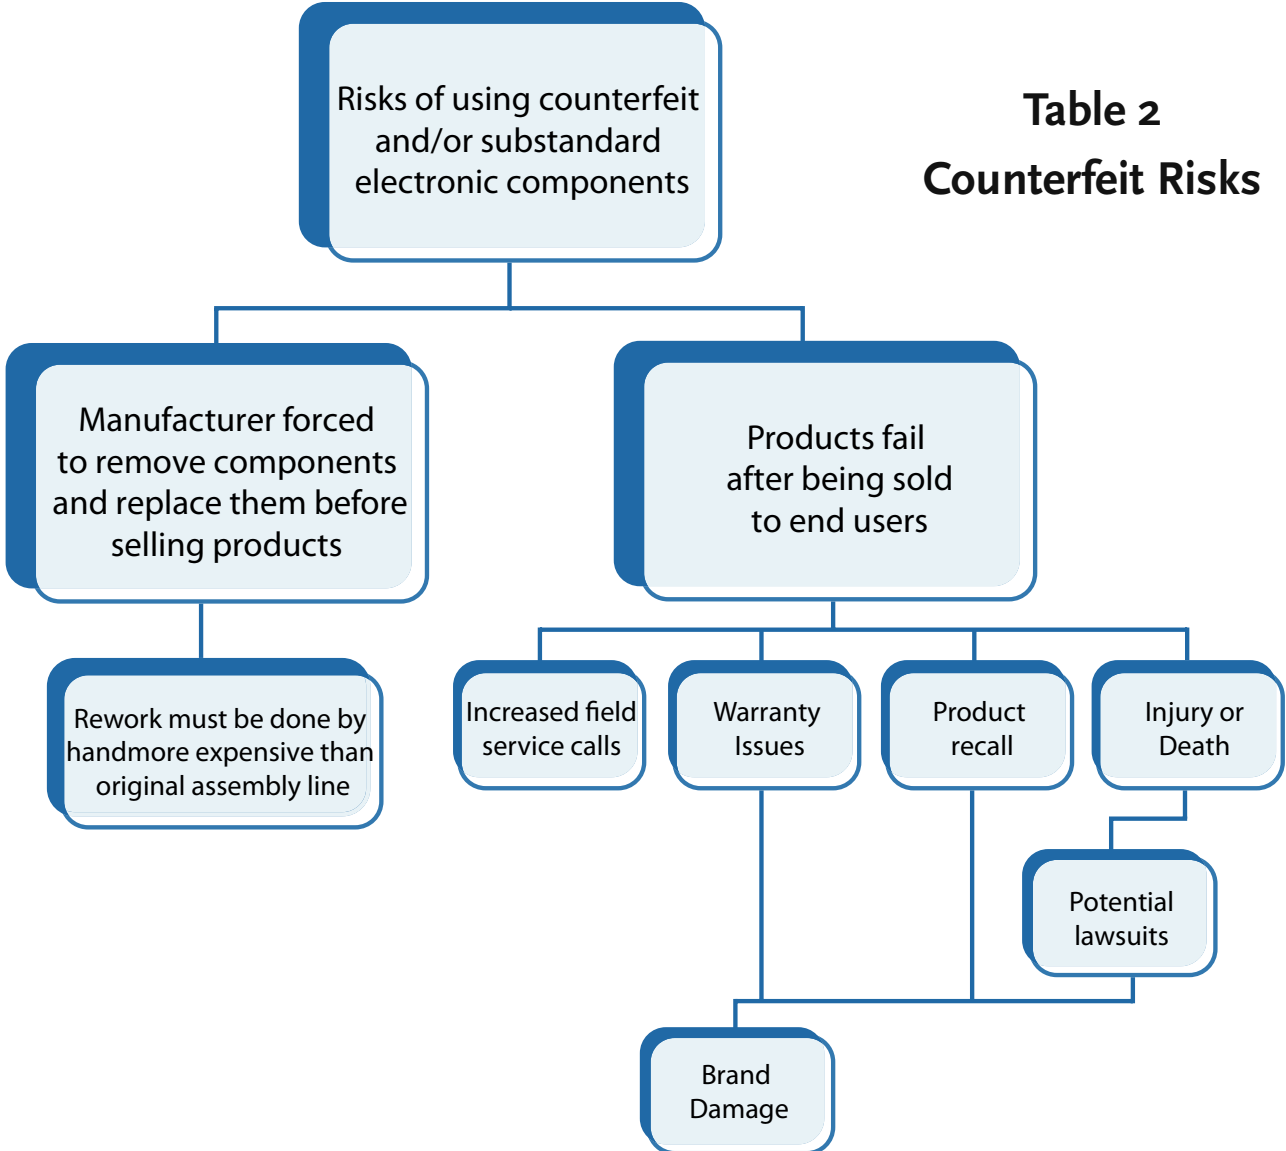 Risks of using counterfeit
and/or substandard
electronic components
Table 2
Counterfeit Risks
Manufacturer forced
to remove components
and replace them before
selling products
Products fail
after being sold
to end users
Rework must be done by
handmore expensive than
original assembly line
Increased field
service calls
Warranty
Issues
Product
recall
Injury or
Death
Potential
lawsuits
Brand
Damage